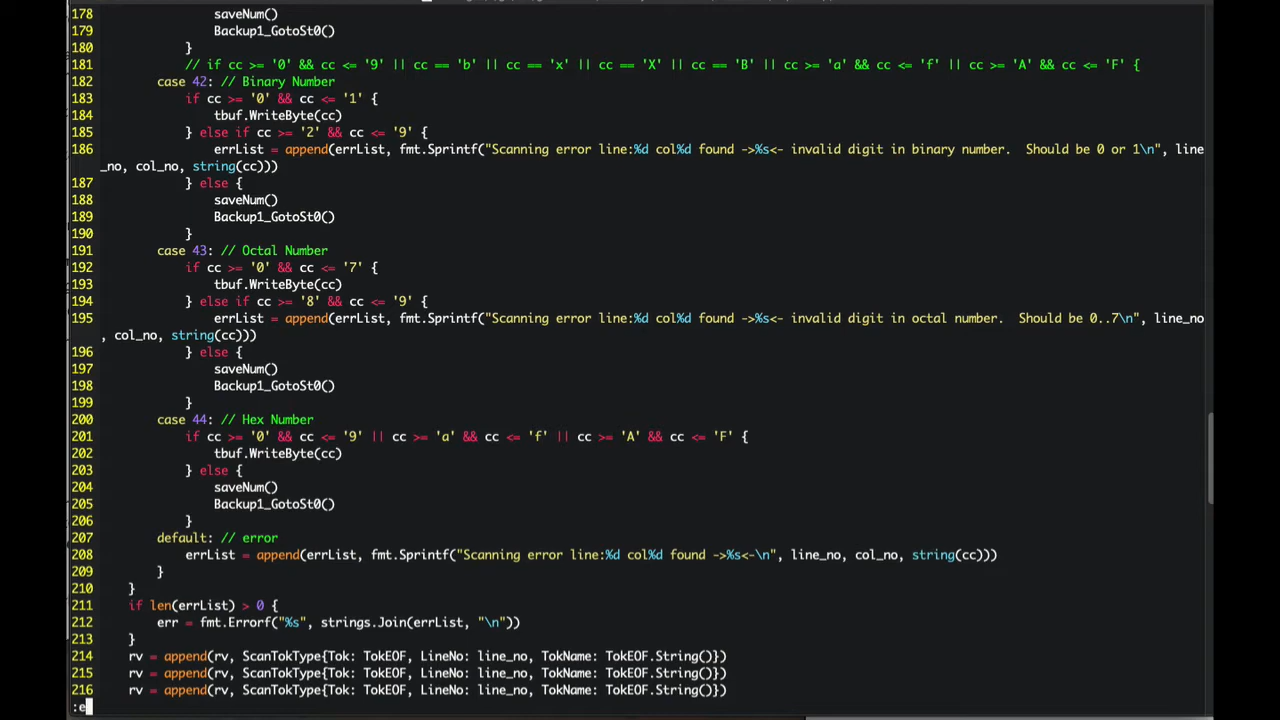 178                 saveNum()
179                 Backup1_GotoSt0()
180             }
181             // if cc >= '0' && cc <= '9' || cc == 'b' || cc == 'x' || cc == 'X' || cc == 'B' || cc >= 'a' && cc <= 'f' || cc >= 'A' && cc <= 'F' {
182         case 42: // Binary Number
183             if cc >= '0' && cc <= '1' {
184                 tbuf.WriteByte(cc)
185             } else if cc >= '2' && cc <= '9' {
186                 errList = append(errList, fmt.Sprintf("Scanning error line:%d col%d found ->%s<- invalid digit in binary number.  Should be 0 or 1\n", line
_no, col_no, string(cc)))
187             } else {
188                 saveNum()
189                 Backup1_GotoSt0()
190             }
191         case 43: // Octal Number
192             if cc >= '0' && cc <= '7' {
193                 tbuf.WriteByte(cc)
194             } else if cc >= '8' && cc <= '9' {
195                 errList = append(errList, fmt.Sprintf("Scanning error line:%d col%d found ->%s<- invalid digit in octal number.  Should be 0..7\n", line_no
, col_no, string(cc)))
196             } else {
197                 saveNum()
198                 Backup1_GotoSt0()
199             }
200         case 44: // Hex Number
201             if cc >= '0' && cc <= '9' || cc >= 'a' && cc <= 'f' || cc >= 'A' && cc <= 'F' {
202                 tbuf.WriteByte(cc)
203             } else {
204                 saveNum()
205                 Backup1_GotoSt0()
206             }
207         default: // error
208             errList = append(errList, fmt.Sprintf("Scanning error line:%d col%d found ->%s<-\n", line_no, col_no, string(cc)))
209         }
210     }
211     if len(errList) > 0 {
212         err = fmt.Errorf("%s", strings.Join(errList, "\n"))
213     }
214     rv = append(rv, ScanTokType{Tok: TokEOF, LineNo: line_no, TokName: TokEOF.String()})
215     rv = append(rv, ScanTokType{Tok: TokEOF, LineNo: line_no, TokName: TokEOF.String()})
216     rv = append(rv, ScanTokType{Tok: TokEOF, LineNo: line_no, TokName: TokEOF.String()})
:e